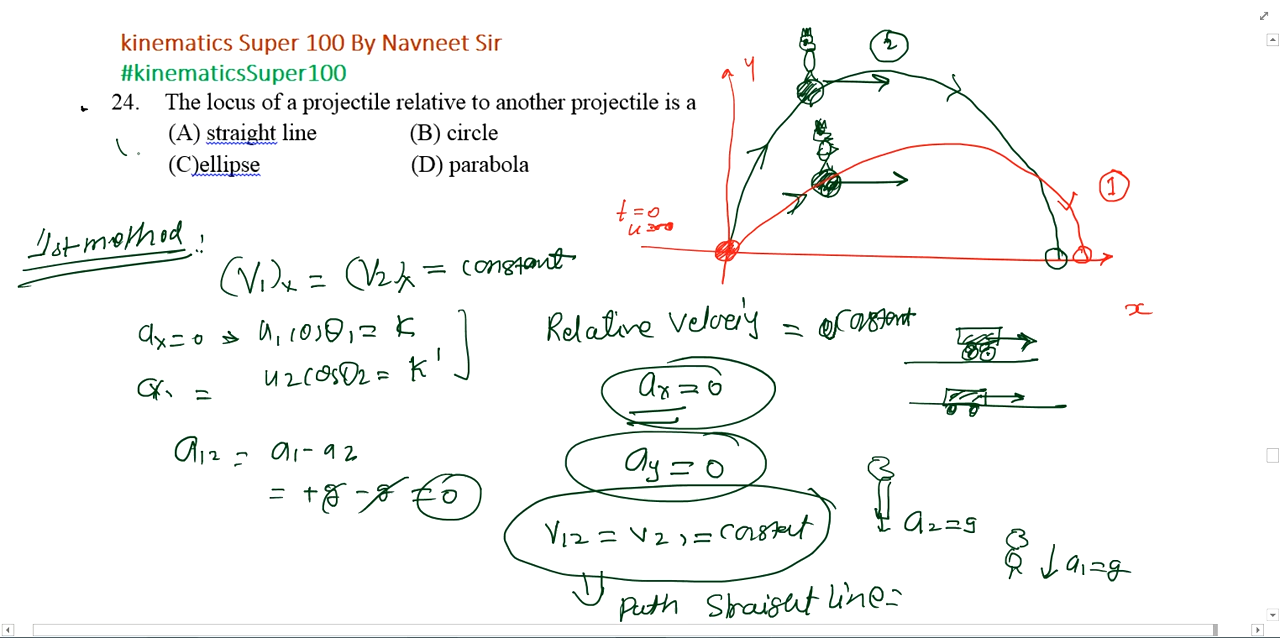 kinematics Super 100 By Navneet Sir
#kinematicsSuper100
24. The locus of a projectile relative to another projectile is a
(A) straight line (B) circle
(C)ellipse (D) parabola
y
2
1
t=0
x
1st method :
(V1)x = (V2)x = constant
ax=0 → u1 cosθ1 = K
u2cosθ2 = K'
a12 = a1 - a2
= +g - g = 0
Relative velocity = constant
ax = 0
ay = 0
V12 = V21 = constant
Path Straight line =
a2=g
a1=g